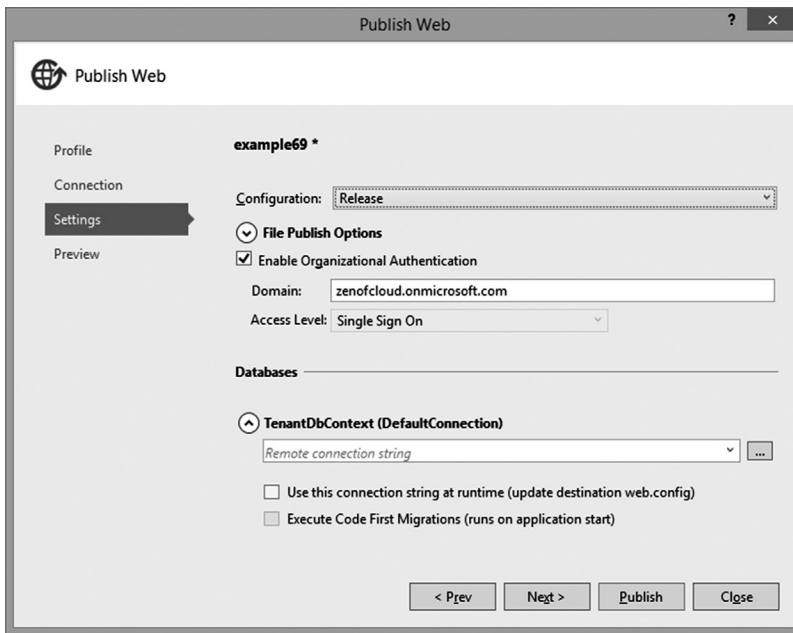 Publish Web
?
Publish Web
Profile
Connection
Settings
Preview
example69 *
Configuration: Release
File Publish Options
Enable Organizational Authentication
Domain: zenofcloud.onmicrosoft.com
Access Level: Single Sign On
Databases
TenantDbContext (DefaultConnection)
Remote connection string
...
Use this connection string at runtime (update destination web.config)
Execute Code First Migrations (runs on application start)
< Prev Next > Publish Close